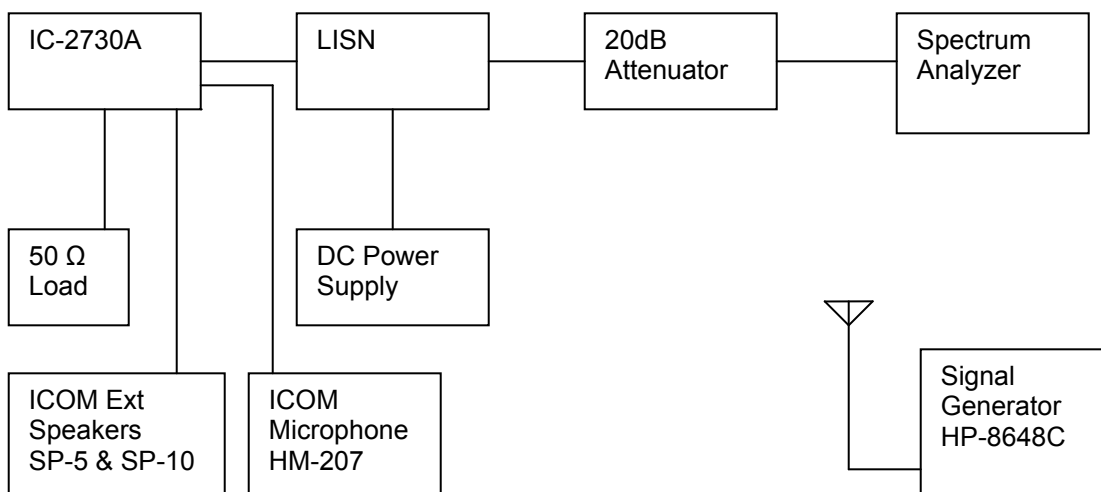 IC-2730A
LISN
20dB
Attenuator
Spectrum
Analyzer
50 Ω
Load
DC Power
Supply
ICOM Ext
Speakers
SP-5 & SP-10
ICOM
Microphone
HM-207
Signal
Generator
HP-8648C